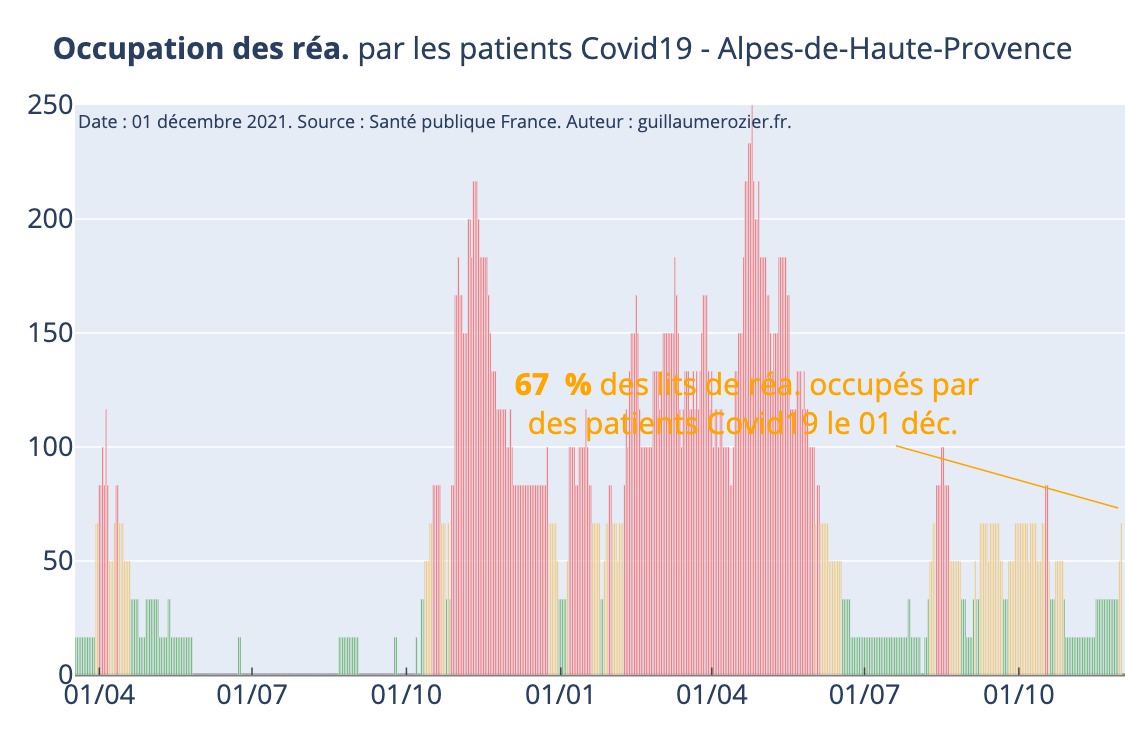 Occupation des réa. par les patients Covid19 - Alpes-de-Haute-Provence
250
Date : 01 décembre 2021. Source : Santé publique France. Auteur : guillaumerozier.fr.
200
150
67 % des lits de réa. occupés par
des patients Covid19 le 01 déc.
100
50
0
01/04 01/07 01/10 01/01 01/04 01/07 01/10